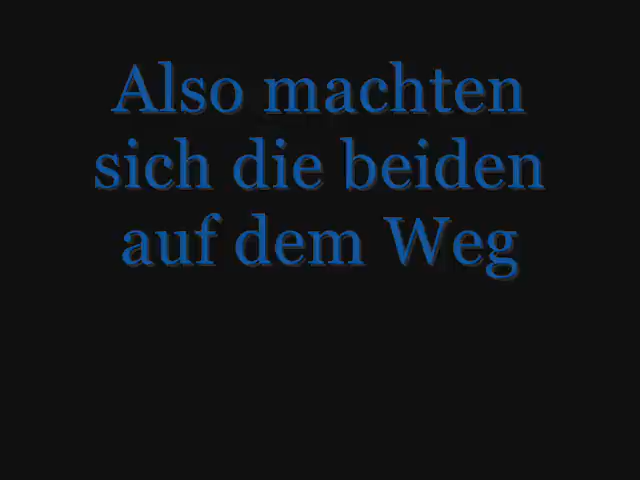 Also machten
sich die beiden
auf dem Weg